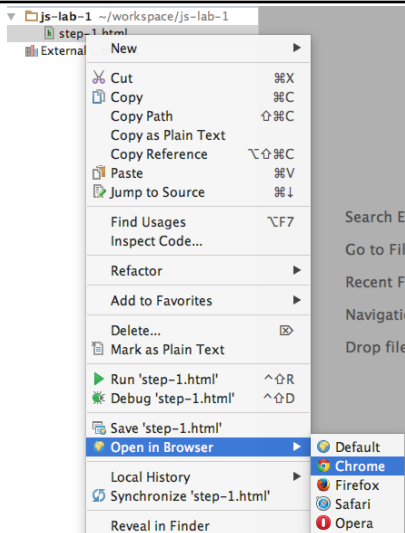 js-lab-1 ~/workspace/js-lab-1
step-1.html
External
New
Cut ⌘X
Copy ⌘C
Copy Path ⇧⌘C
Copy as Plain Text
Copy Reference ⌥⇧⌘C
Paste ⌘V
Jump to Source ⌘↓
Find Usages ⌥F7
Inspect Code...
Refactor
Add to Favorites
Delete... ⌦
Mark as Plain Text
Run 'step-1.html' ^⇧R
Debug 'step-1.html' ^⇧D
Save 'step-1.html'
Open in Browser
Local History
Synchronize 'step-1.html'
Reveal in Finder
Default
Chrome
Firefox
Safari
Opera
Search E
Go to Fil
Recent F
Navigati
Drop file